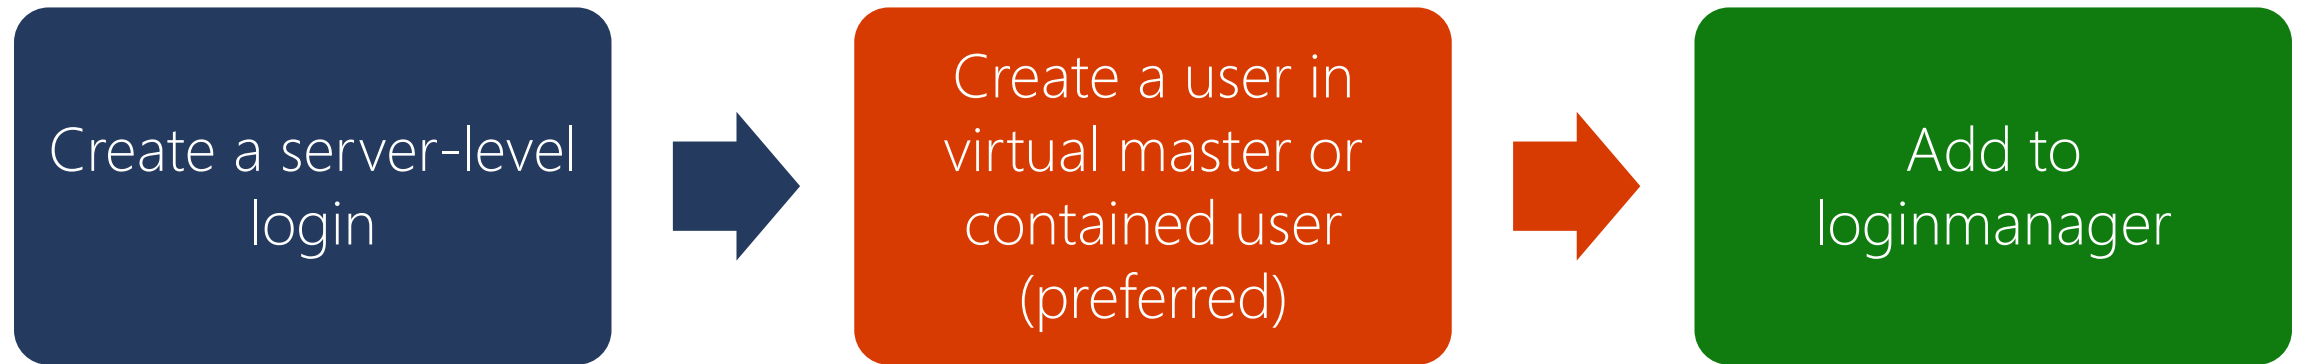 Create a server-level
login
Create a user in
virtual master or
contained user
(preferred)
Add to
loginmanager